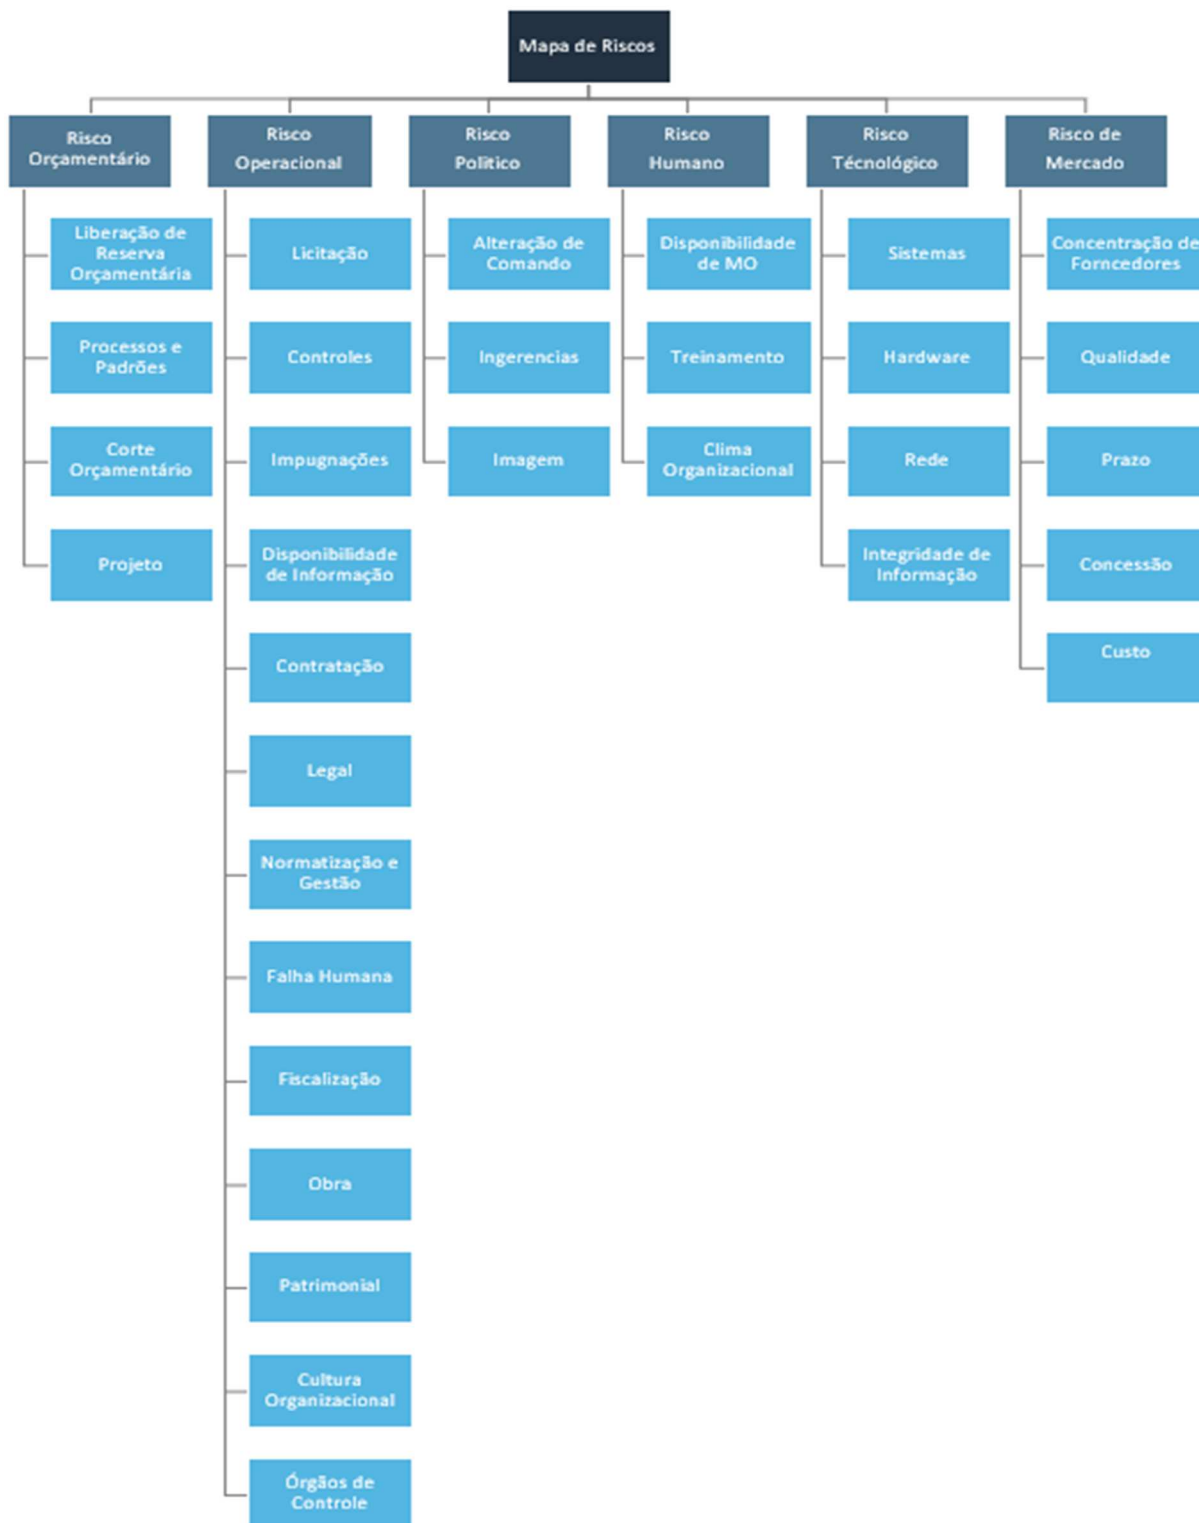 Mapa de Riscos
Risco
Orçamentário
Liberação de
Reserva
Orçamentária
Processos e
Padrões
Corte
Orçamentário
Projeto
Risco
Operacional
Licitação
Controles
Impugnações
Disponibilidade
de Informação
Contratação
Legal
Normatização e
Gestão
Falha Humana
Fiscalização
Obra
Patrimonial
Cultura
Organizacional
Órgãos de
Controle
Risco
Politico
Alteração de
Comando
Ingerencias
Imagem
Risco
Humano
Disponibilidade
de MO
Treinamento
Clima
Organizacional
Risco
Técnológico
Sistemas
Hardware
Rede
Integridade de
Informação
Risco de
Mercado
Concentração de
Forncedores
Qualidade
Prazo
Concessão
Custo